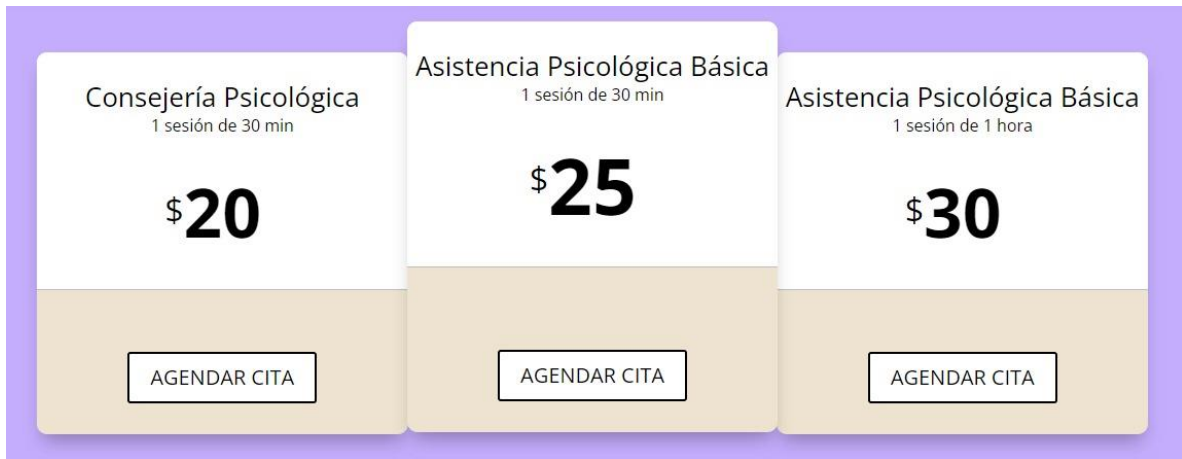 Consejería Psicológica
1 sesión de 30 min
$20
AGENDAR CITA
Asistencia Psicológica Básica
1 sesión de 30 min
$25
AGENDAR CITA
Asistencia Psicológica Básica
1 sesión de 1 hora
$30
AGENDAR CITA